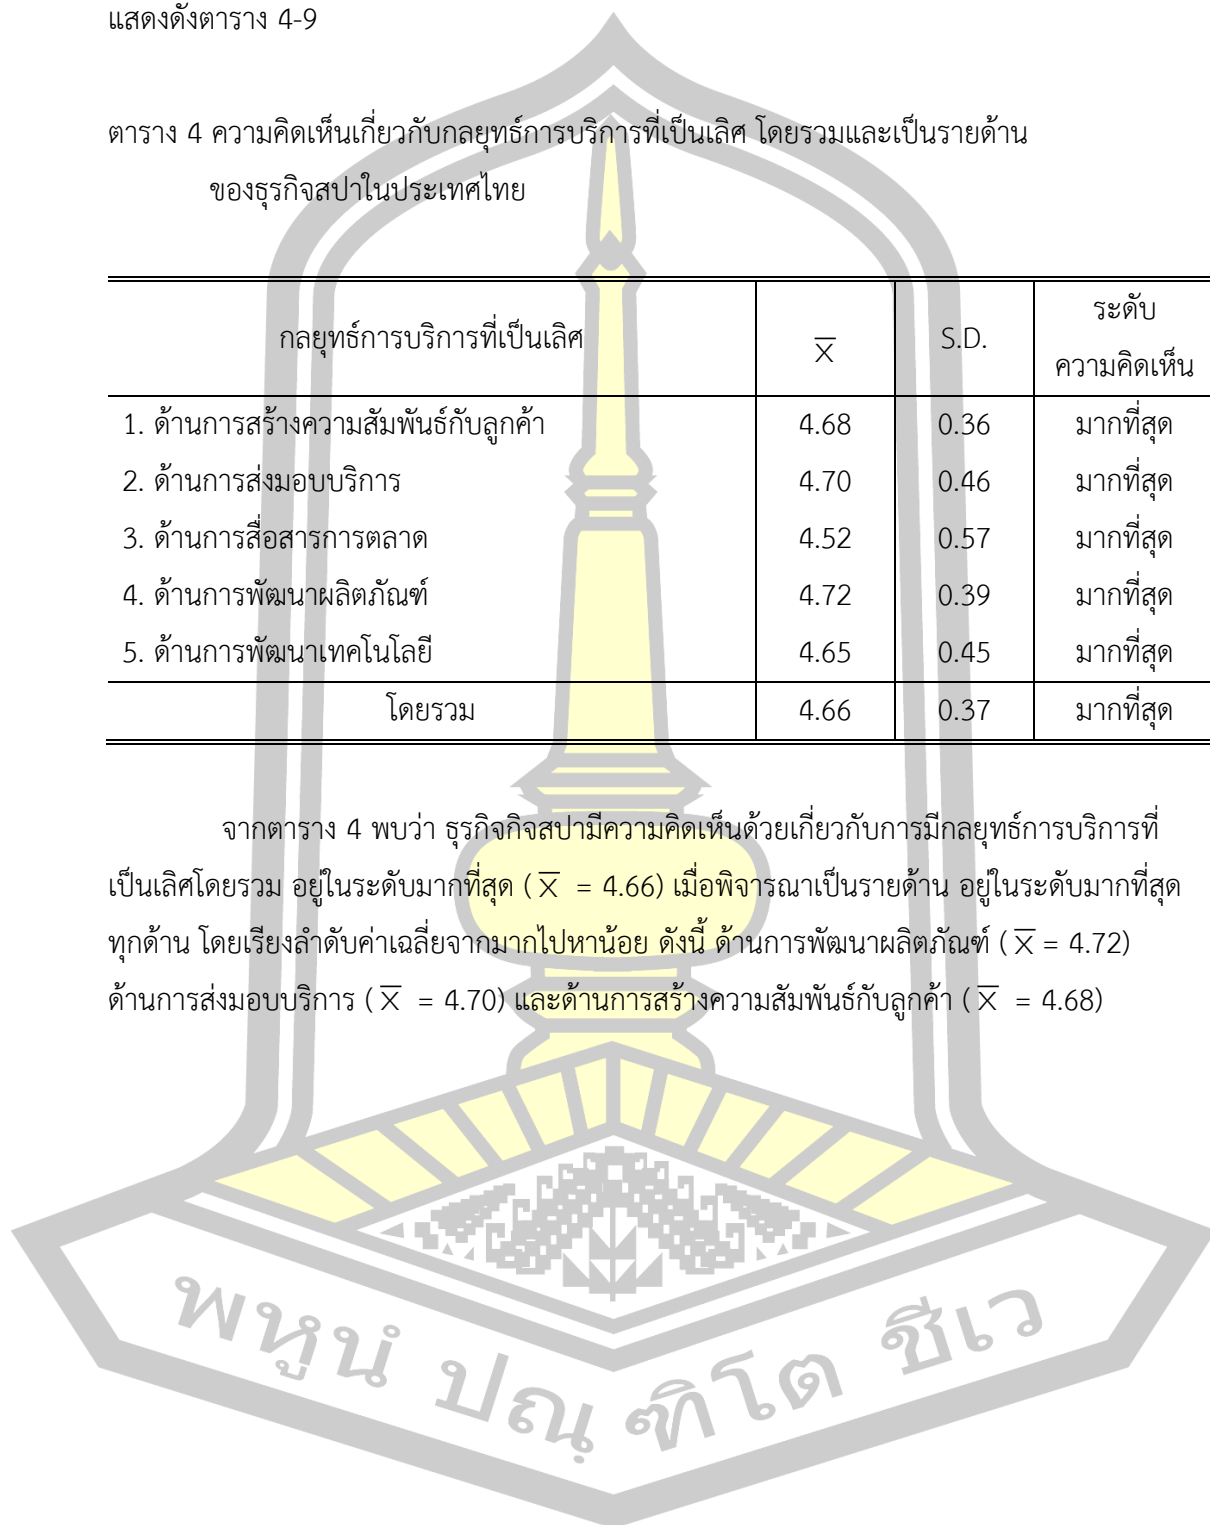 แสดงดังตาราง 4-9
ตาราง 4 ความคิดเห็นเกี่ยวกับกลยุทธ์การบริการที่เป็นเลิศ โดยรวมและเป็นรายด้าน
ของธุรกิจสปาในประเทศไทย
กลยุทธ์การบริการที่เป็นเลิศ X̅ S.D. ระดับ
ความคิดเห็น
1. ด้านการสร้างความสัมพันธ์กับลูกค้า 4.68 0.36 มากที่สุด
2. ด้านการส่งมอบบริการ 4.70 0.46 มากที่สุด
3. ด้านการสื่อสารการตลาด 4.52 0.57 มากที่สุด
4. ด้านการพัฒนาผลิตภัณฑ์ 4.72 0.39 มากที่สุด
5. ด้านการพัฒนาเทคโนโลยี 4.65 0.45 มากที่สุด
โดยรวม 4.66 0.37 มากที่สุด
จากตาราง 4 พบว่า ธุรกิจกิจสปามีความคิดเห็นด้วยเกี่ยวกับการมีกลยุทธ์การบริการที่
เป็นเลิศโดยรวม อยู่ในระดับมากที่สุด ( X̅ = 4.66) เมื่อพิจารณาเป็นรายด้าน อยู่ในระดับมากที่สุด
ทุกด้าน โดยเรียงลำดับค่าเฉลี่ยจากมากไปหาน้อย ดังนี้ ด้านการพัฒนาผลิตภัณฑ์ ( X̅ = 4.72)
ด้านการส่งมอบบริการ ( X̅ = 4.70) และด้านการสร้างความสัมพันธ์กับลูกค้า ( X̅ = 4.68)
พหูนํ ปณฺฑิโต ชีเว